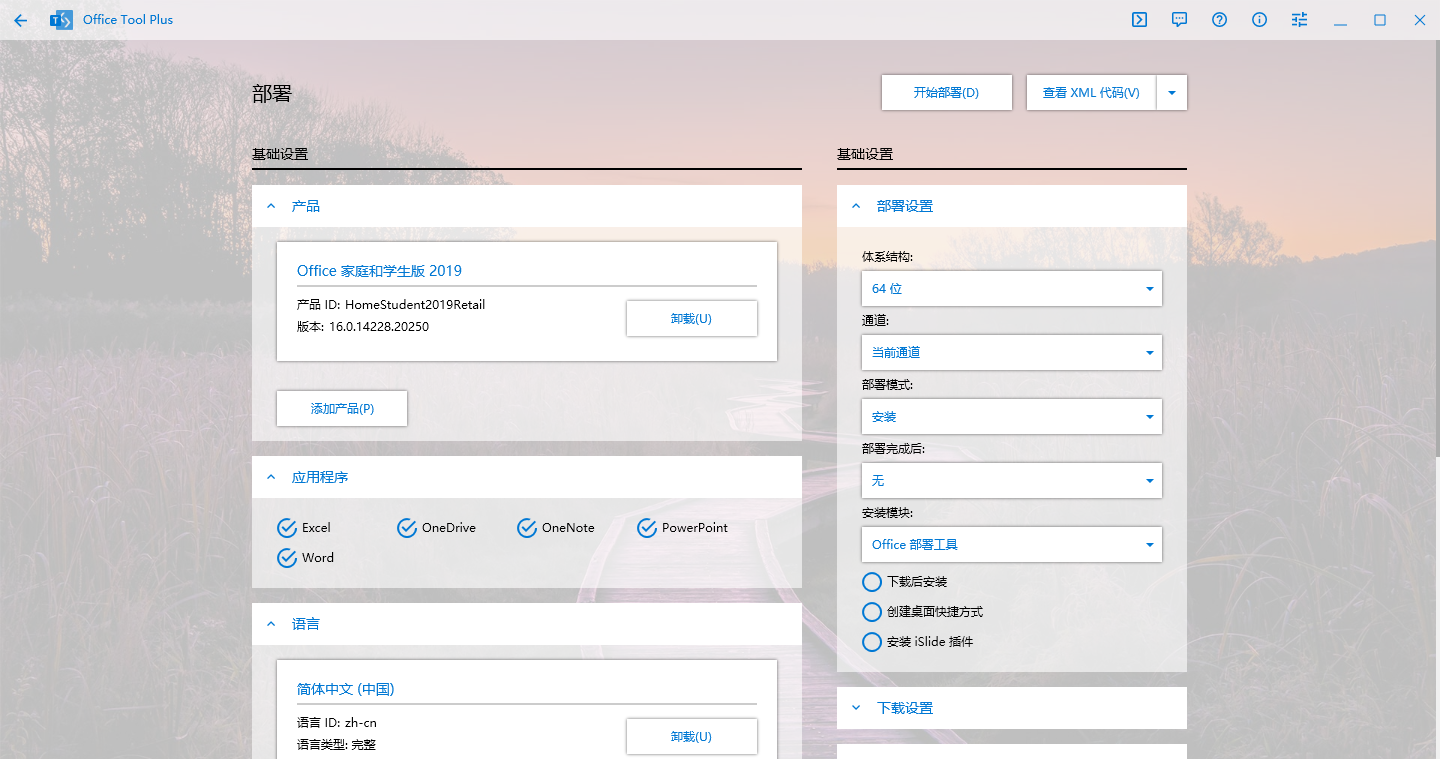 Office Tool Plus
部署
开始部署(D)
查看 XML 代码(V)
基础设置
产品
Office 家庭和学生版 2019
产品 ID: HomeStudent2019Retail
版本: 16.0.14228.20250
卸载(U)
添加产品(P)
应用程序
Excel
OneDrive
OneNote
PowerPoint
Word
语言
简体中文 (中国)
语言 ID: zh-cn
语言类型: 完整
卸载(U)
基础设置
部署设置
体系结构:
64 位
通道:
当前通道
部署模式:
安装
部署完成后:
无
安装模块:
Office 部署工具
下载后安装
创建桌面快捷方式
安装 iSlide 插件
下载设置